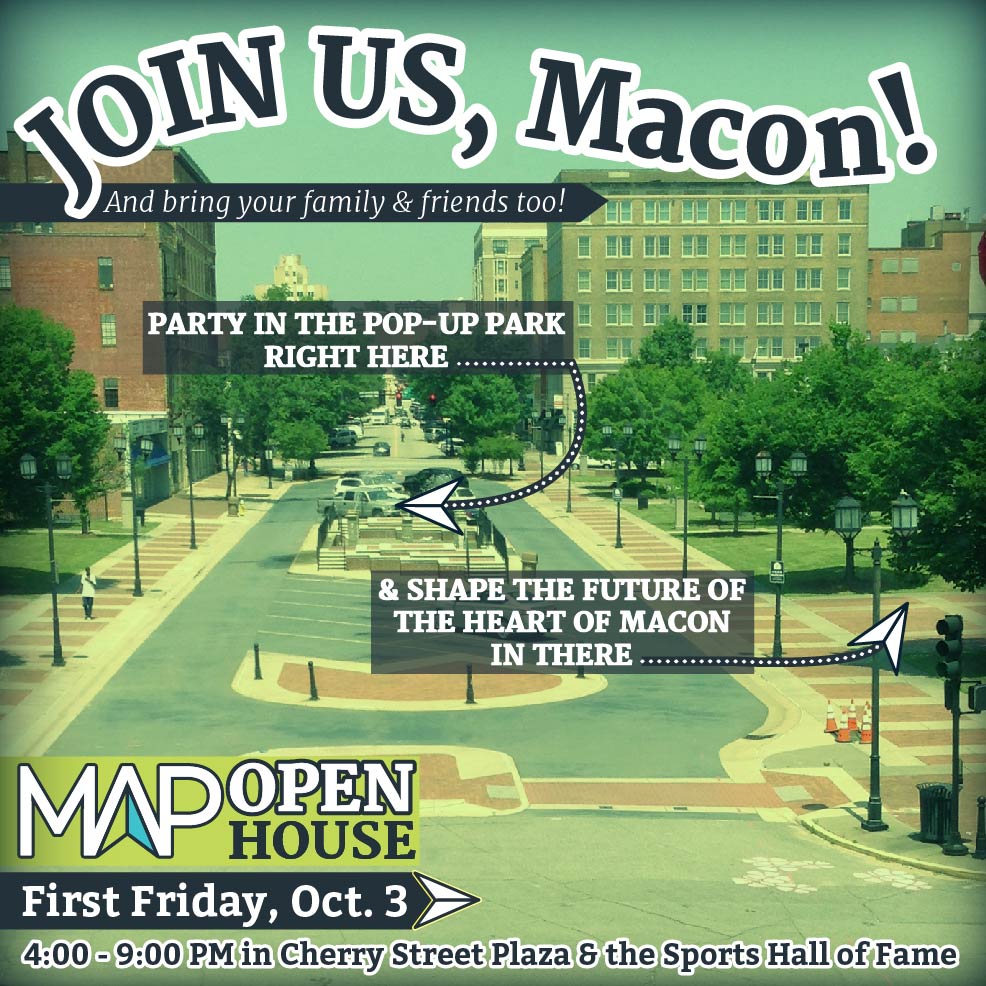 JOIN US, Macon!
And bring your family & friends too!
PARTY IN THE POP-UP PARK
RIGHT HERE
& SHAPE THE FUTURE OF
THE HEART OF MACON
IN THERE
MAP OPEN
HOUSE
First Friday, Oct. 3
4:00 - 9:00 PM in Cherry Street Plaza & the Sports Hall of Fame